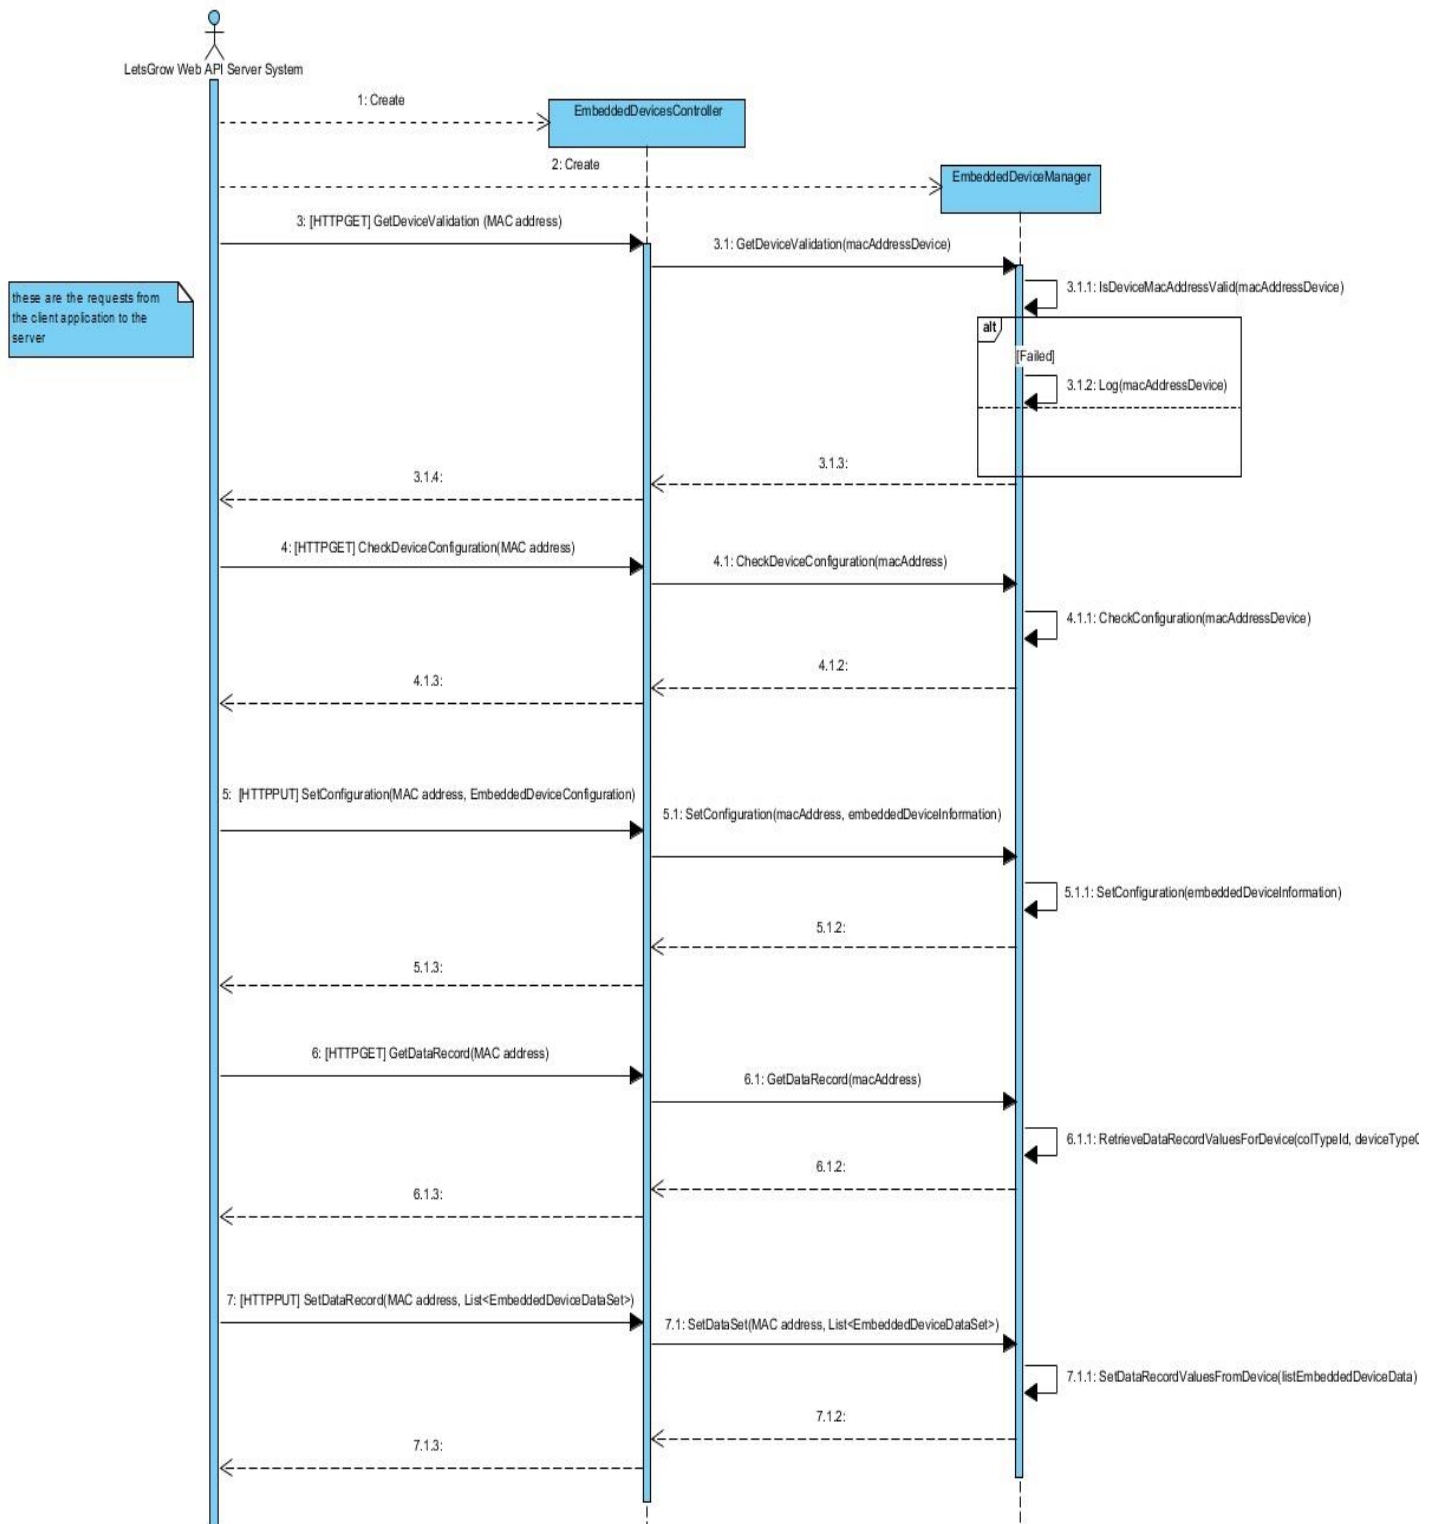 LetsGrow Web API Server System
1: Create
EmbeddedDevicesController
2: Create
EmbeddedDeviceManager
3: [HTTPGET] GetDeviceValidation (MAC address)
3.1: GetDeviceValidation(macAddressDevice)
3.1.1: IsDeviceMacAddressValid(macAddressDevice)
these are the requests from
the client application to the
server
alt
[Failed]
3.1.2: Log(macAddressDevice)
3.1.3:
3.1.4:
4: [HTTPGET] CheckDeviceConfiguration(MAC address)
4.1: CheckDeviceConfiguration(macAddress)
4.1.1: CheckConfiguration(macAddressDevice)
4.1.2:
4.1.3:
5: [HTTPPUT] SetConfiguration(MAC address, EmbeddedDeviceConfiguration)
5.1: SetConfiguration(macAddress, embeddedDeviceInformation)
5.1.1: SetConfiguration(embeddedDeviceInformation)
5.1.2:
5.1.3:
6: [HTTPGET] GetDataRecord(MAC address)
6.1: GetDataRecord(macAddress)
6.1.1: RetrieveDataRecordValuesForDevice(colTypeId,
6.1.2:
6.1.3:
7: [HTTPPUT] SetDataRecord(MAC address, List<EmbeddedDeviceDataSet>)
7.1: SetDataSet(MAC address, List<EmbeddedDeviceDataSet>)
7.1.1: SetDataRecordValuesFromDevice(listEmbeddedDeviceData)
7.1.2:
7.1.3: